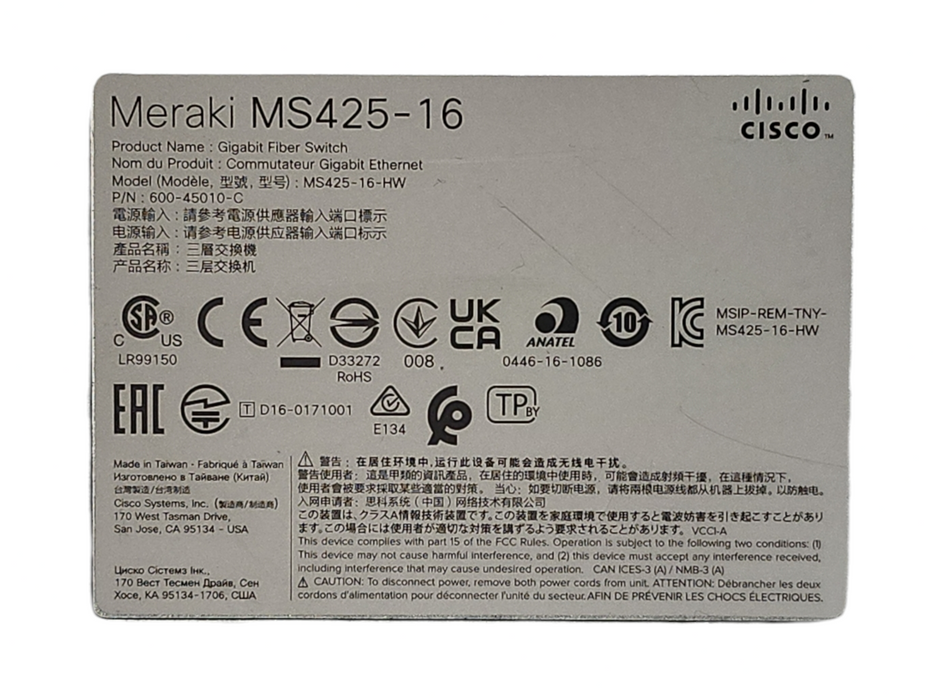 Meraki MS425-16
CISCO™
Product Name : Gigabit Fiber Switch
Nom du Produit : Commutateur Gigabit Ethernet
Model (Modèle, 型號, 型号) : MS425-16-HW
P/N : 600-45010-C
電源輸入 : 請參考電源供應器輸入端口標示
电源输入 : 请参考电源供应器输入端口标示
產品名稱 : 三層交換機
产品名称 : 三层交换机
C SA ® US
LR99150
CE
D33272
RoHS
008
UK
CA
ANATEL
0446-16-1086
10
KC
MSIP-REM-TNY-
MS425-16-HW
EAC
T D16-0171001
E134
TP BY
Made in Taiwan · Fabriqué à Taïwan
Изготовлено в Тайване (Китай)
台灣製造/台湾制造
Cisco Systems, Inc. (製造商/制造商)
170 West Tasman Drive,
San Jose, CA 95134 - USA
Циско Системз Інк.,
170 Вест Тесмен Драйв, Сен
Хосе, КА 95134-1706, США
警告 : 在居住环境中,运行此设备可能会造成无线电干扰。
警告使用者: 這是甲類的資訊產品, 在居住的環境中使用時, 可能會造成射頻干擾, 在這種情況下,
使用者會被要求採取某些適當的對策。 当心: 如要切断电源, 请将两根电源线都从机器上拔掉。以防触电。
入网申请者 : 思科系统（中国）网络技术有限公司
この装置は、クラスA情報技術装置です。この装置を家庭環境で使用すると電波妨害を引き起こすことがあり
ます。この場合には使用者が適切な対策を講ずるよう要求されることがあります。 VCCI-A
This device complies with part 15 of the FCC Rules. Operation is subject to the following two conditions: (1)
This device may not cause harmful interference, and (2) this device must accept any interference received,
including interference that may cause undesired operation. CAN ICES-3 (A) / NMB-3 (A)
CAUTION: To disconnect power, remove both power cords from unit. ATTENTION: Débrancher les deux
cordons d'alimentation pour déconnecter l'unité du secteur. AFIN DE PRÉVENIR LES CHOCS ÉLECTRIQUES.